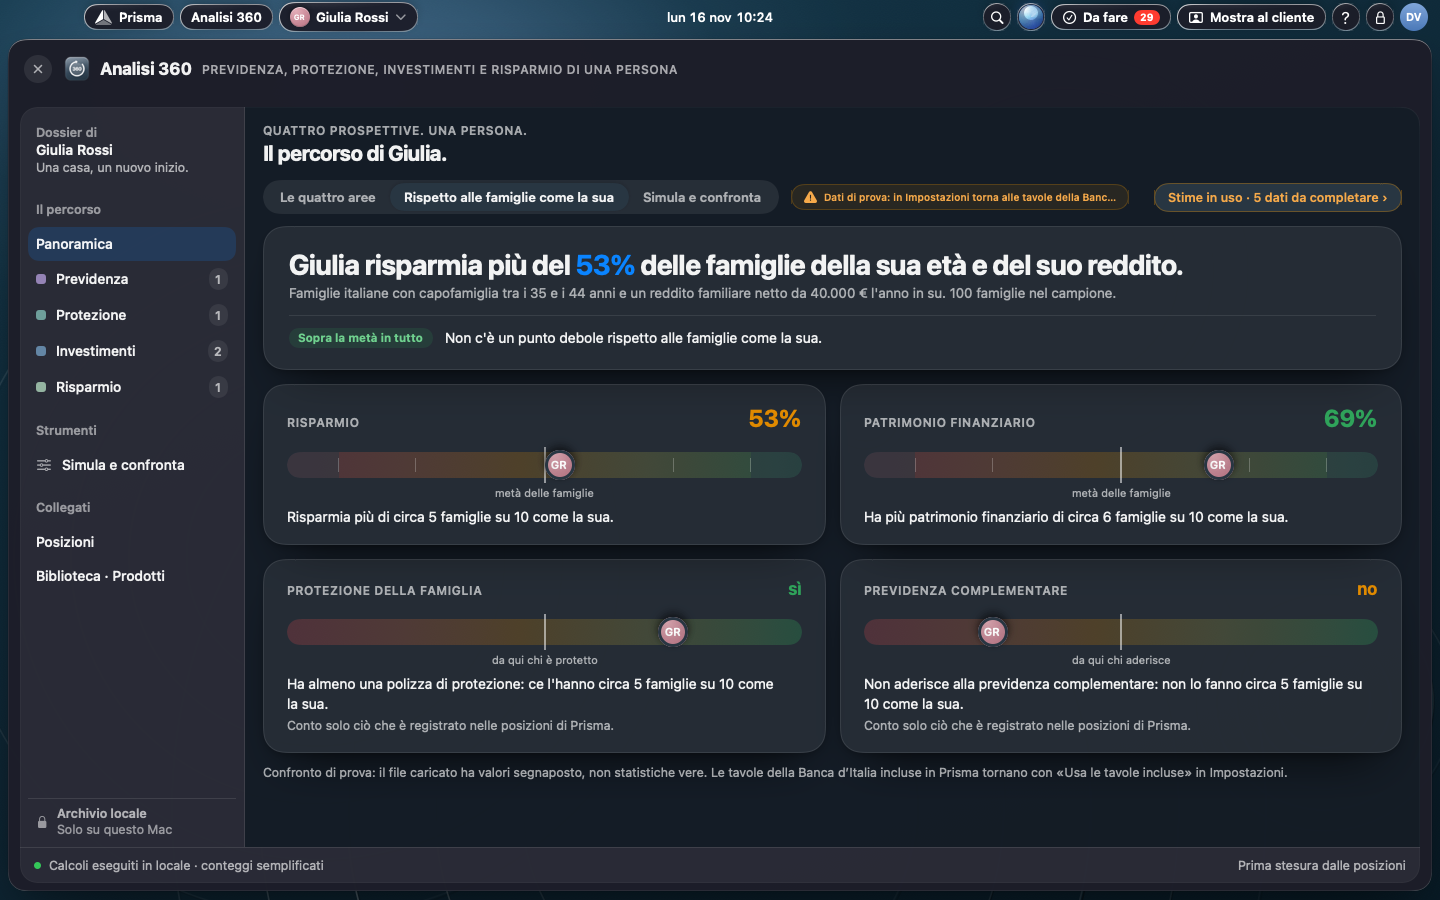 Prisma
Analisi 360
GR Giulia Rossi
lun 16 nov 10:24
Da fare 29
Mostra al cliente
?
DV
360
Analisi 360 PREVIDENZA, PROTEZIONE, INVESTIMENTI E RISPARMIO DI UNA PERSONA
Dossier di
Giulia Rossi
Una casa, un nuovo inizio.
Il percorso
Panoramica
Previdenza 1
Protezione 1
Investimenti 2
Risparmio 1
Strumenti
Simula e confronta
Collegati
Posizioni
Biblioteca · Prodotti
Archivio locale
Solo su questo Mac
QUATTRO PROSPETTIVE. UNA PERSONA.
Il percorso di Giulia.
Le quattro aree
Rispetto alle famiglie come la sua
Simula e confronta
Dati di prova: in Impostazioni torna alle tavole della Banc...
Stime in uso · 5 dati da completare ›
Giulia risparmia più del 53% delle famiglie della sua età e del suo reddito.
Famiglie italiane con capofamiglia tra i 35 e i 44 anni e un reddito familiare netto da 40.000 € l'anno in su. 100 famiglie nel campione.
Sopra la metà in tutto Non c'è un punto debole rispetto alle famiglie come la sua.
RISPARMIO 53%
GR
metà delle famiglie
Risparmia più di circa 5 famiglie su 10 come la sua.
PATRIMONIO FINANZIARIO 69%
GR
metà delle famiglie
Ha più patrimonio finanziario di circa 6 famiglie su 10 come la sua.
PROTEZIONE DELLA FAMIGLIA sì
GR
da qui chi è protetto
Ha almeno una polizza di protezione: ce l'hanno circa 5 famiglie su 10 come
la sua.
Conto solo ciò che è registrato nelle posizioni di Prisma.
PREVIDENZA COMPLEMENTARE no
GR
da qui chi aderisce
Non aderisce alla previdenza complementare: non lo fanno circa 5 famiglie su
10 come la sua.
Conto solo ciò che è registrato nelle posizioni di Prisma.
Confronto di prova: il file caricato ha valori segnaposto, non statistiche vere. Le tavole della Banca d’Italia incluse in Prisma tornano con «Usa le tavole incluse» in Impostazioni.
Calcoli eseguiti in locale · conteggi semplificati
Prima stesura dalle posizioni